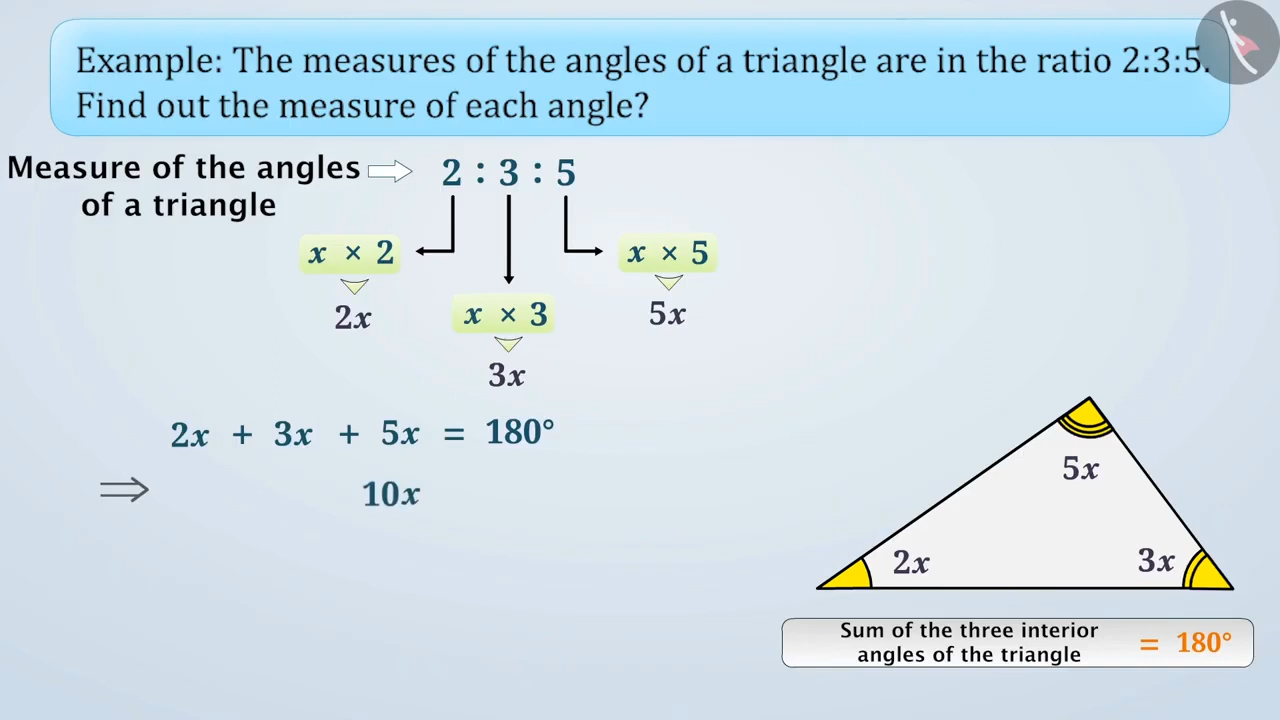 Example: The measures of the angles of a triangle are in the ratio 2:3:5.
Find out the measure of each angle?
Measure of the angles
of a triangle
2 : 3 : 5
x × 2
x × 5
2x
x × 3
5x
3x
2x + 3x + 5x = 180°
⇒ 10x
5x
2x
3x
Sum of the three interior
angles of the triangle
= 180°